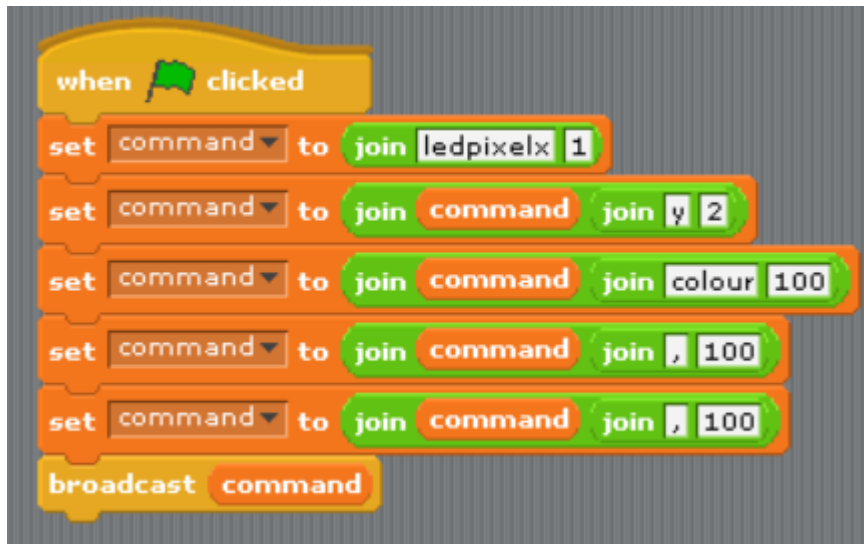 when clicked
set command to join ledpixelx 1
set command to join command join y 2
set command to join command join colour 100
set command to join command join , 100
set command to join command join , 100
broadcast command